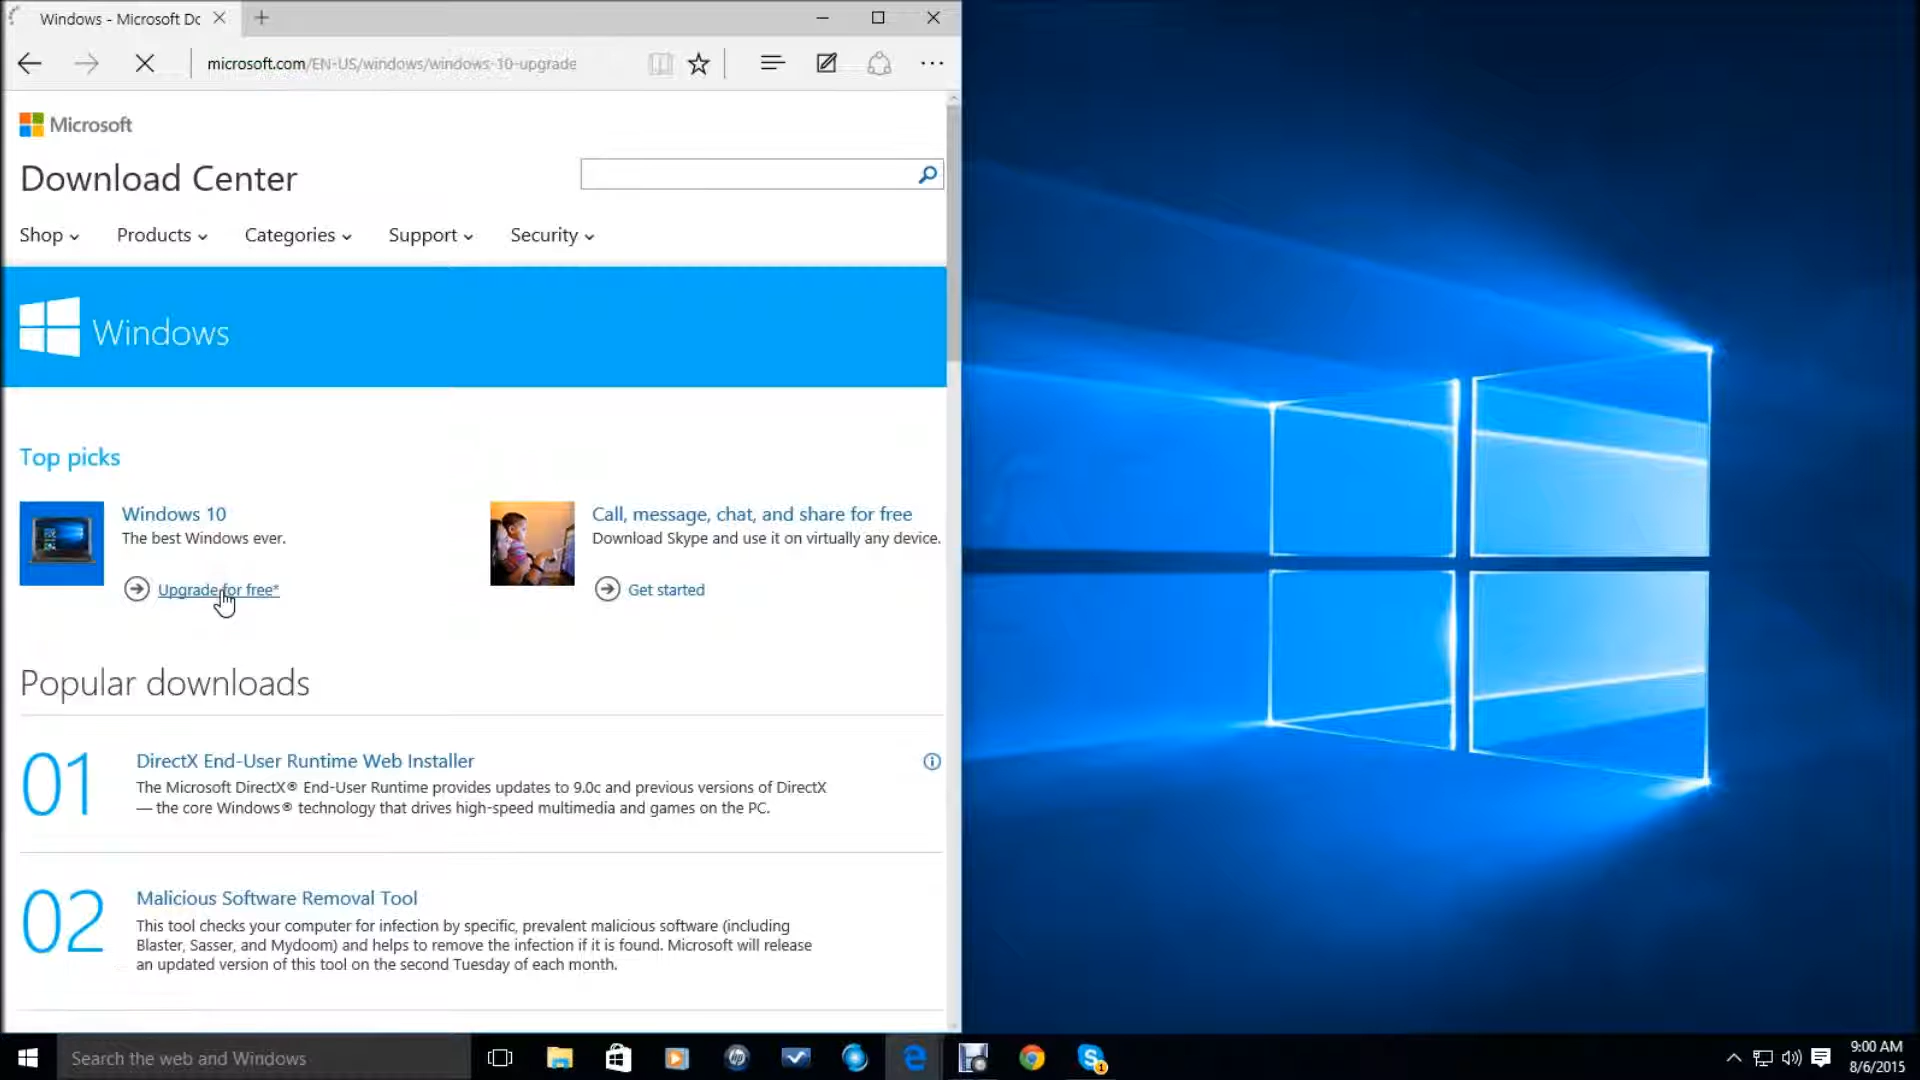 Windows - Microsoft Dc
microsoft.com/EN-US/windows/windows-10-upgrade
Microsoft
Download Center
Shop Products Categories Support Security
Windows
Top picks
Windows 10
The best Windows ever.
Upgrade for free*
Call, message, chat, and share for free
Download Skype and use it on virtually any device.
Get started
Popular downloads
01
DirectX End-User Runtime Web Installer
The Microsoft DirectX® End-User Runtime provides updates to 9.0c and previous versions of DirectX
— the core Windows® technology that drives high-speed multimedia and games on the PC.
02
Malicious Software Removal Tool
This tool checks your computer for infection by specific, prevalent malicious software (including
Blaster, Sasser, and Mydoom) and helps to remove the infection if it is found. Microsoft will release
an updated version of this tool on the second Tuesday of each month.
Search the web and Windows
hp
1
9:00 AM
8/6/2015